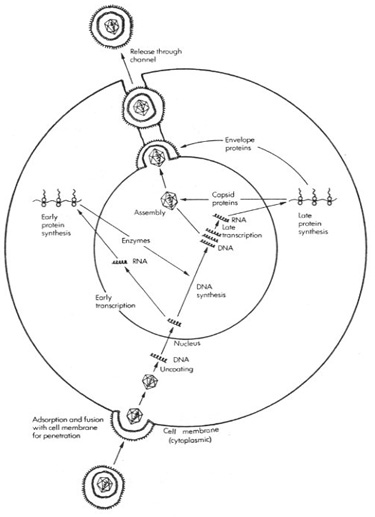 Release through
channel
Envelope
proteins
Capsid
proteins
Assembly
RNA
Late
transcription
DNA
Early
protein
synthesis
Late
protein
synthesis
Enzymes
RNA
DNA
synthesis
Early
transcription
Nucleus
DNA
Uncoating
Adsorption and fusion
with cell membrane
for penetration
Cell membrane
(cytoplasmic)